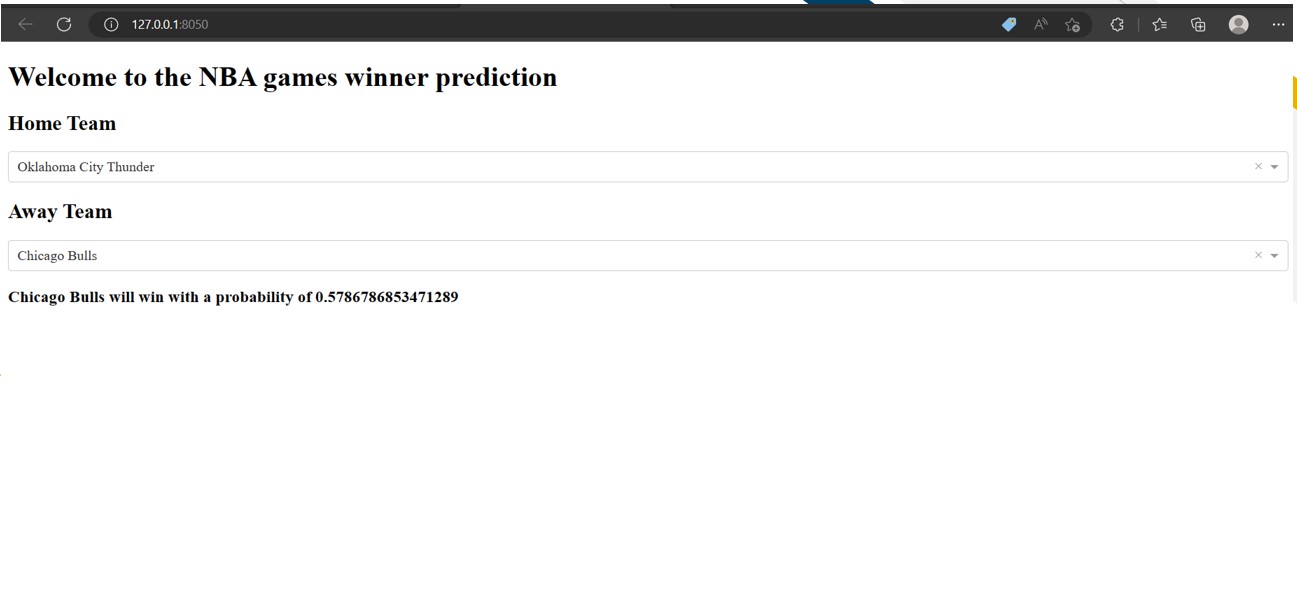 127.0.0.1:8050
Welcome to the NBA games winner prediction
Home Team
Oklahoma City Thunder
Away Team
Chicago Bulls
Chicago Bulls will win with a probability of 0.5786786853471289